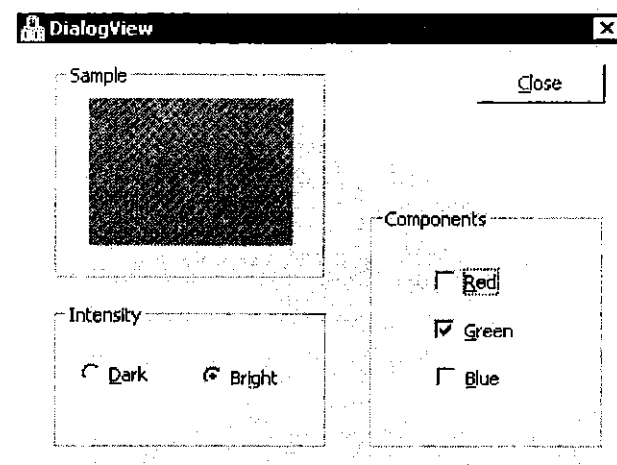 DialogView
Sample
Close
Components
Red
Green
Blue
Intensity
Dark
Bright